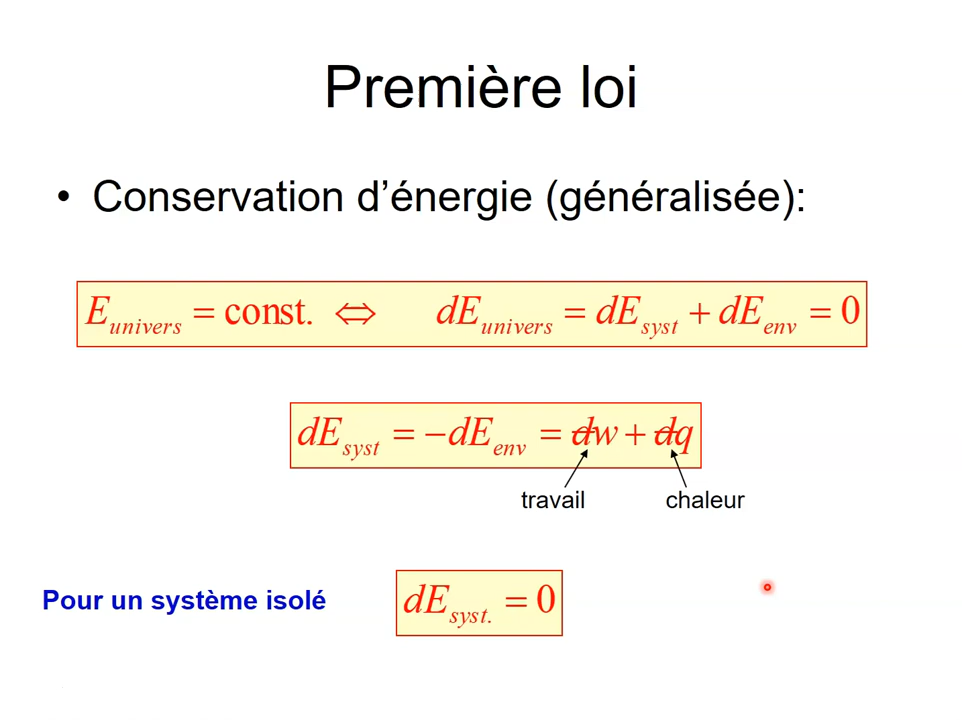 Première loi
• Conservation d’énergie (généralisée):
E_univers = const. ⇔ dE_univers = dE_syst + dE_env = 0
dE_syst = −dE_env = đw + đq
travail chaleur
Pour un système isolé dE_syst. = 0